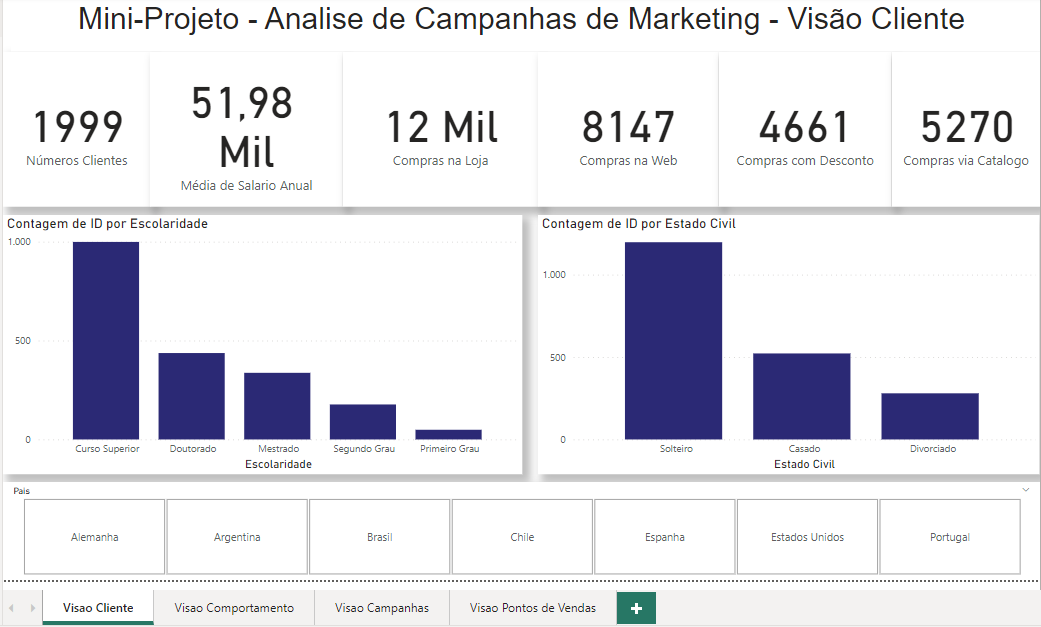 Mini-Projeto - Analise de Campanhas de Marketing - Visão Cliente
1999
Números Clientes
51,98
Mil
Média de Salario Anual
12 Mil
Compras na Loja
8147
Compras na Web
4661
Compras com Desconto
5270
Compras via Catalogo
Contagem de ID por Escolaridade
1.000
500
0
Curso Superior
Doutorado
Mestrado
Segundo Grau
Primeiro Grau
Escolaridade
Contagem de ID por Estado Civil
1.000
500
0
Solteiro
Casado
Divorciado
Estado Civil
Pais
Alemanha
Argentina
Brasil
Chile
Espanha
Estados Unidos
Portugal
Visao Cliente
Visao Comportamento
Visao Campanhas
Visao Pontos de Vendas
+